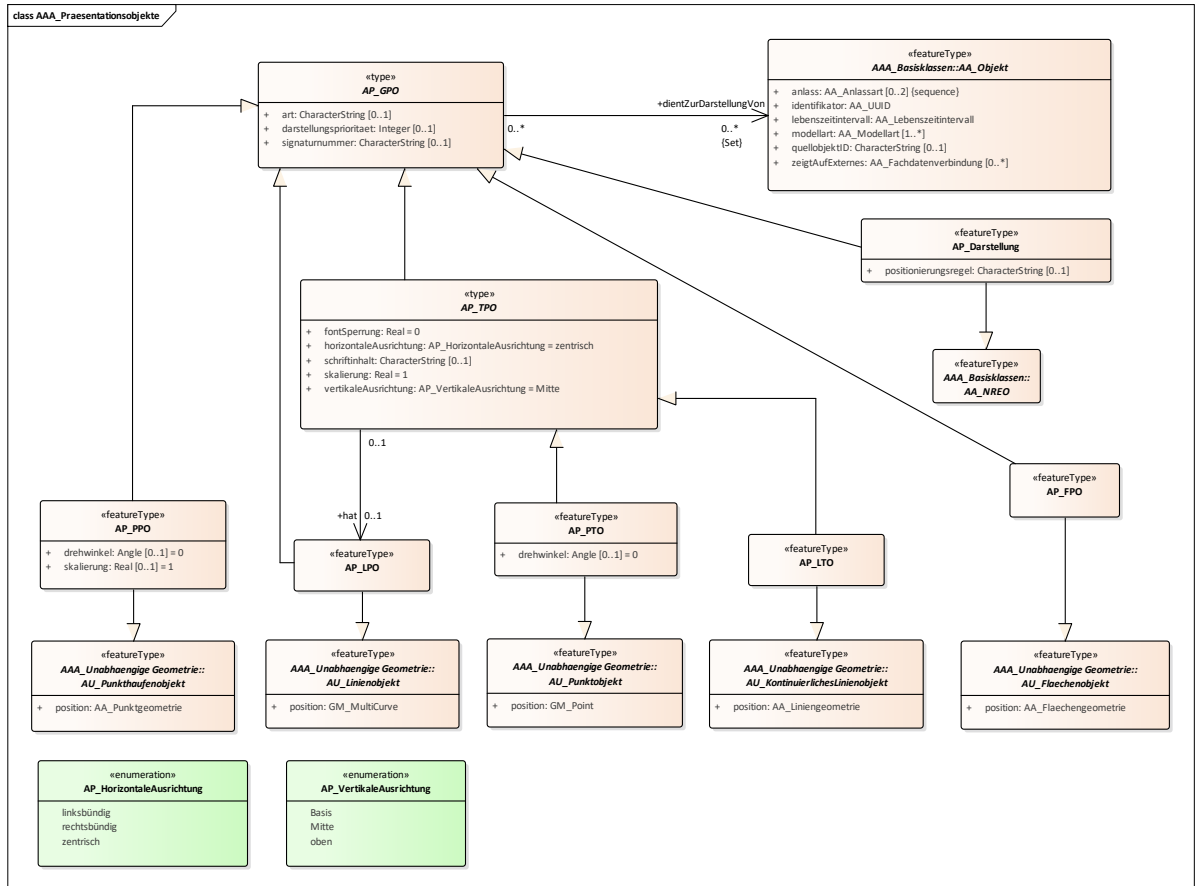 class AAA_Praesentationsobjekte
«type»
AP_GPO
+ art: CharacterString [0..1]
+ darstellungsprioritaet: Integer [0..1]
+ signaturnummer: CharacterString [0..1]
+dientZurDarstellungVon
0..*
0..*
{Set}
«featureType»
AAA_Basisklassen::AA_Objekt
+ anlass: AA_Anlassart [0..2] {sequence}
+ identifikator: AA_UUID
+ lebenszeitintervall: AA_Lebenszeitintervall
+ modellart: AA_Modellart [1..*]
+ quellobjektID: CharacterString [0..1]
+ zeigtAufExternes: AA_Fachdatenverbindung [0..*]
«featureType»
AP_Darstellung
+ positionierungsregel: CharacterString [0..1]
«type»
AP_TPO
+ fontSperrung: Real = 0
+ horizontaleAusrichtung: AP_HorizontaleAusrichtung = zentrisch
+ schriftinhalt: CharacterString [0..1]
+ skalierung: Real = 1
+ vertikaleAusrichtung: AP_VertikaleAusrichtung = Mitte
«featureType»
AAA_Basisklassen::
AA_NREO
0..1
+hat 0..1
«featureType»
AP_PPO
+ drehwinkel: Angle [0..1] = 0
+ skalierung: Real [0..1] = 1
«featureType»
AP_LPO
«featureType»
AP_PTO
+ drehwinkel: Angle [0..1] = 0
«featureType»
AP_LTO
«featureType»
AP_FPO
«featureType»
AAA_Unabhaengige Geometrie::
AU_Punkthaufenobjekt
+ position: AA_Punktgeometrie
«featureType»
AAA_Unabhaengige Geometrie::
AU_Linienobjekt
+ position: GM_MultiCurve
«featureType»
AAA_Unabhaengige Geometrie::
AU_Punktobjekt
+ position: GM_Point
«featureType»
AAA_Unabhaengige Geometrie::
AU_KontinuierlichesLinienobjekt
+ position: AA_Liniengeometrie
«featureType»
AAA_Unabhaengige Geometrie::
AU_Flaechenobjekt
+ position: AA_Flaechengeometrie
«enumeration»
AP_HorizontaleAusrichtung
linksbündig
rechtsbündig
zentrisch
«enumeration»
AP_VertikaleAusrichtung
Basis
Mitte
oben